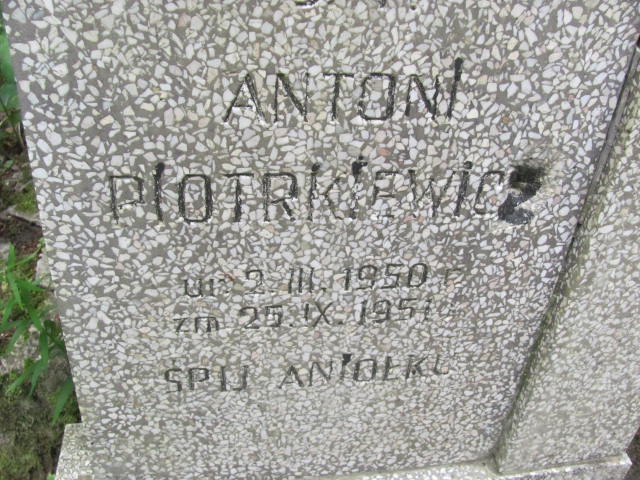 ANTONI
PIOTRKIEWICZ
ur 2.III.1950 r
zm 25.IX.1951
ŚPIJ ANIOŁKU